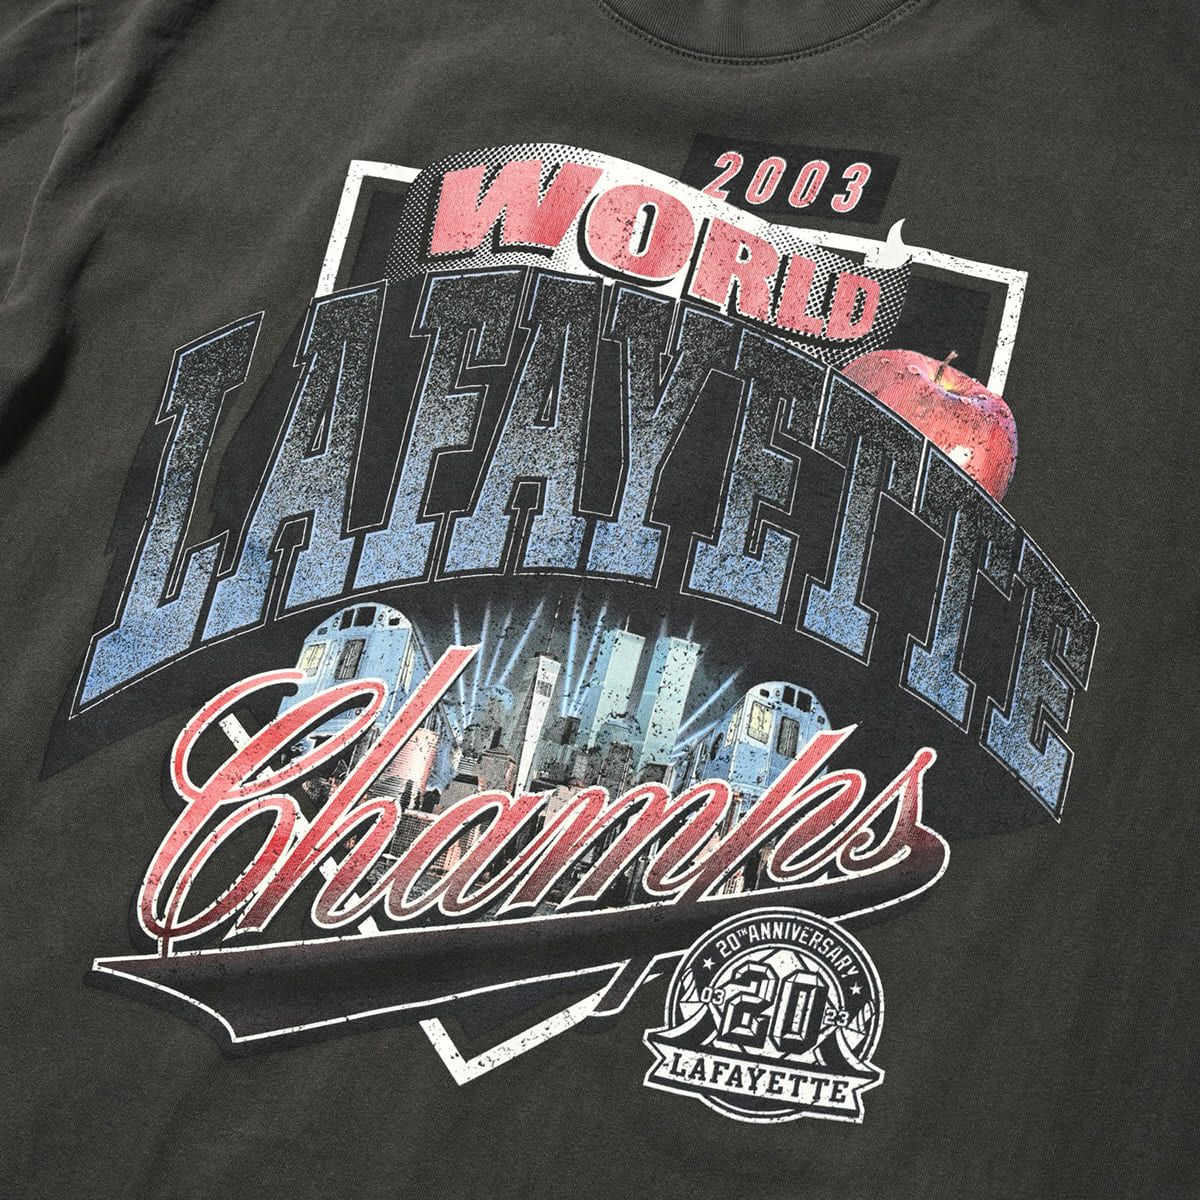 2003
WORLD
LAFAYETTE
Champs
20TH ANNIVERSARY
03 20 23
LAFAYETTE